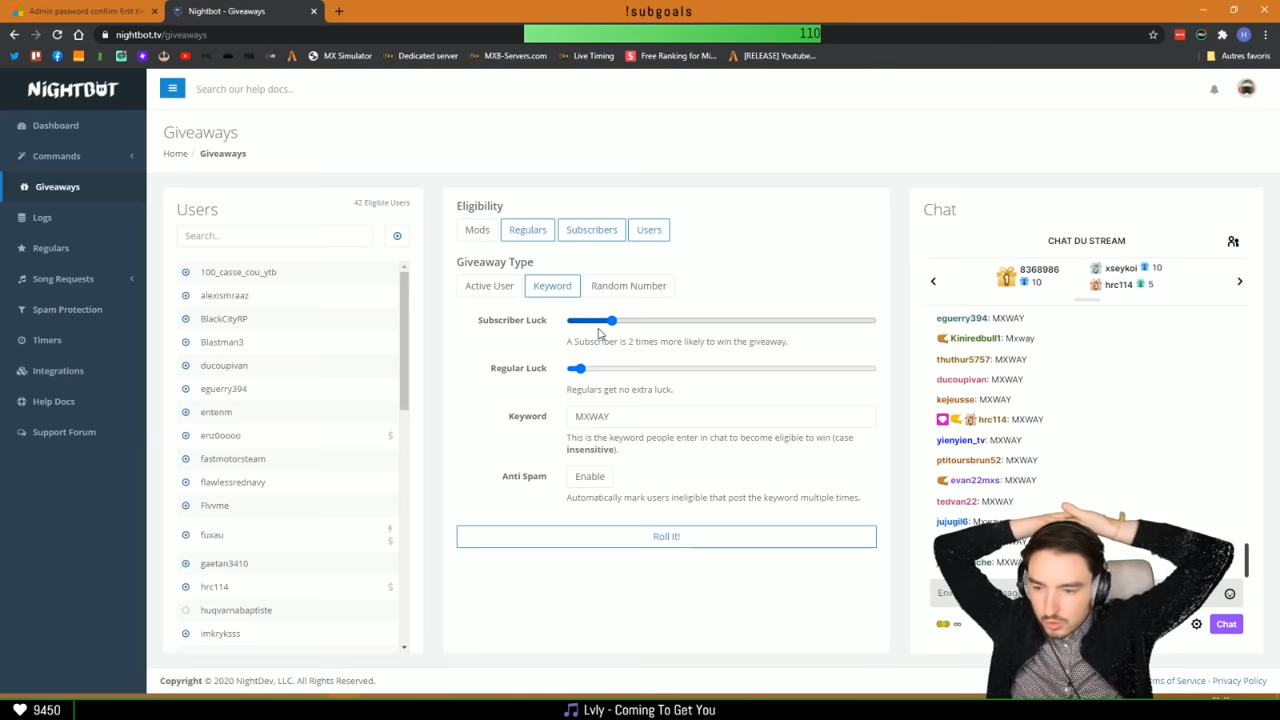 !subgoals
110
Admin password confirm first ti
Nightbot - Giveaways
nightbot.tv/giveaways
MX Simulator
Dedicated server
MXB-Servers.com
Live Timing
Free Ranking for Mi...
[RELEASE] Youtube...
Autres favoris
NIGHTBOT
Search our help docs..
Dashboard
Commands
Giveaways
Logs
Regulars
Song Requests
Spam Protection
Timers
Integrations
Help Docs
Support Forum
Giveaways
Home / Giveaways
Users
42 Eligible Users
Search..
100_casse_cou_ytb
alexismraaz
BlackCityRP
Blastman3
ducoupivan
eguerry394
entenm
enz0oooo $
fastmotorsteam
flawlessrednavy
Flvvme
fuxau $
gaetan3410
hrc114 $
huqvarnabaptiste
imkryksss
Eligibility
Mods Regulars Subscribers Users
Giveaway Type
Active User Keyword Random Number
Subscriber Luck
A Subscriber is 2 times more likely to win the giveaway.
Regular Luck
Regulars get no extra luck.
Keyword MXWAY
This is the keyword people enter in chat to become eligible to win (case
insensitive).
Anti Spam Enable
Automatically mark users ineligible that post the keyword multiple times.
Roll It!
Chat
CHAT DU STREAM
8368986
10
xseykoi 10
hrc114 5
eguerry394: MXWAY
Kiniredbull1: Mxway
thuthur5757: MXWAY
ducoupivan: MXWAY
kejeusse: MXWAY
hrc114: MXWAY
yienyien_tv: MXWAY
ptitoursbrun52: MXWAY
evan22mxs: MXWAY
tedvan22: MXWAY
jujugil6: Mxway
∞
Chat
Copyright © 2020 NightDev, LLC. All Rights Reserved.
ms of Service - Privacy Policy
9450
Lvly - Coming To Get You